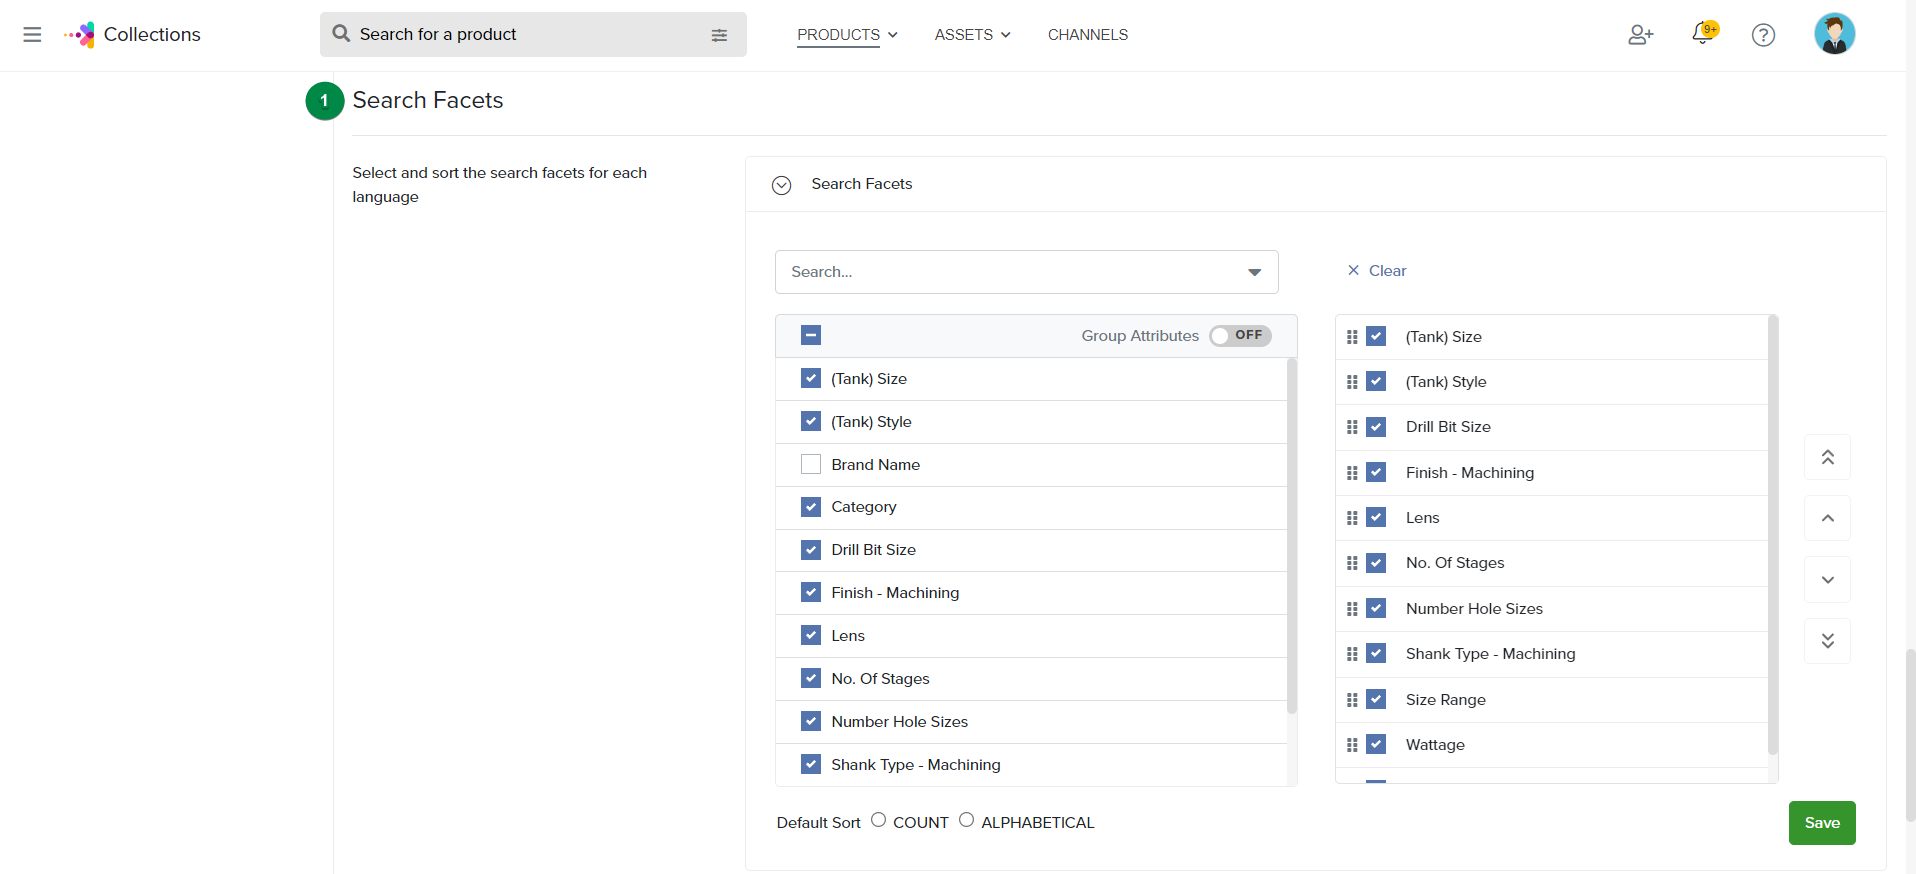 Collections
Search for a product
PRODUCTS
ASSETS
CHANNELS
9+
?
1
Search Facets
Select and sort the search facets for each
language
Search Facets
Search...
Clear
Group Attributes
OFF
(Tank) Size
(Tank) Style
Brand Name
Category
Drill Bit Size
Finish - Machining
Lens
No. Of Stages
Number Hole Sizes
Shank Type - Machining
(Tank) Size
(Tank) Style
Drill Bit Size
Finish - Machining
Lens
No. Of Stages
Number Hole Sizes
Shank Type - Machining
Size Range
Wattage
Default Sort
COUNT
ALPHABETICAL
Save